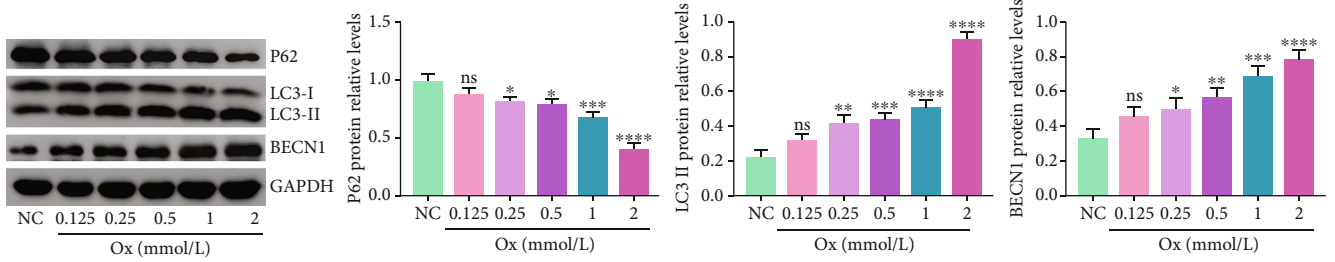 P62
LC3-I
LC3-II
BECN1
GAPDH
NC 0.125 0.25 0.5 1 2
Ox (mmol/L)
P62 protein relative levels
1.5
1.0
0.5
0.0
ns * * *** ****
NC 0.125 0.25 0.5 1 2
Ox (mmol/L)
LC3 II protein relative levels
1.0
0.8
0.6
0.4
0.2
0.0
ns ** *** **** ****
NC 0.125 0.25 0.5 1 2
Ox (mmol/L)
BECN1 protein relative levels
1.0
0.8
0.6
0.4
0.2
0.0
ns * ** *** ****
NC 0.125 0.25 0.5 1 2
Ox (mmol/L)